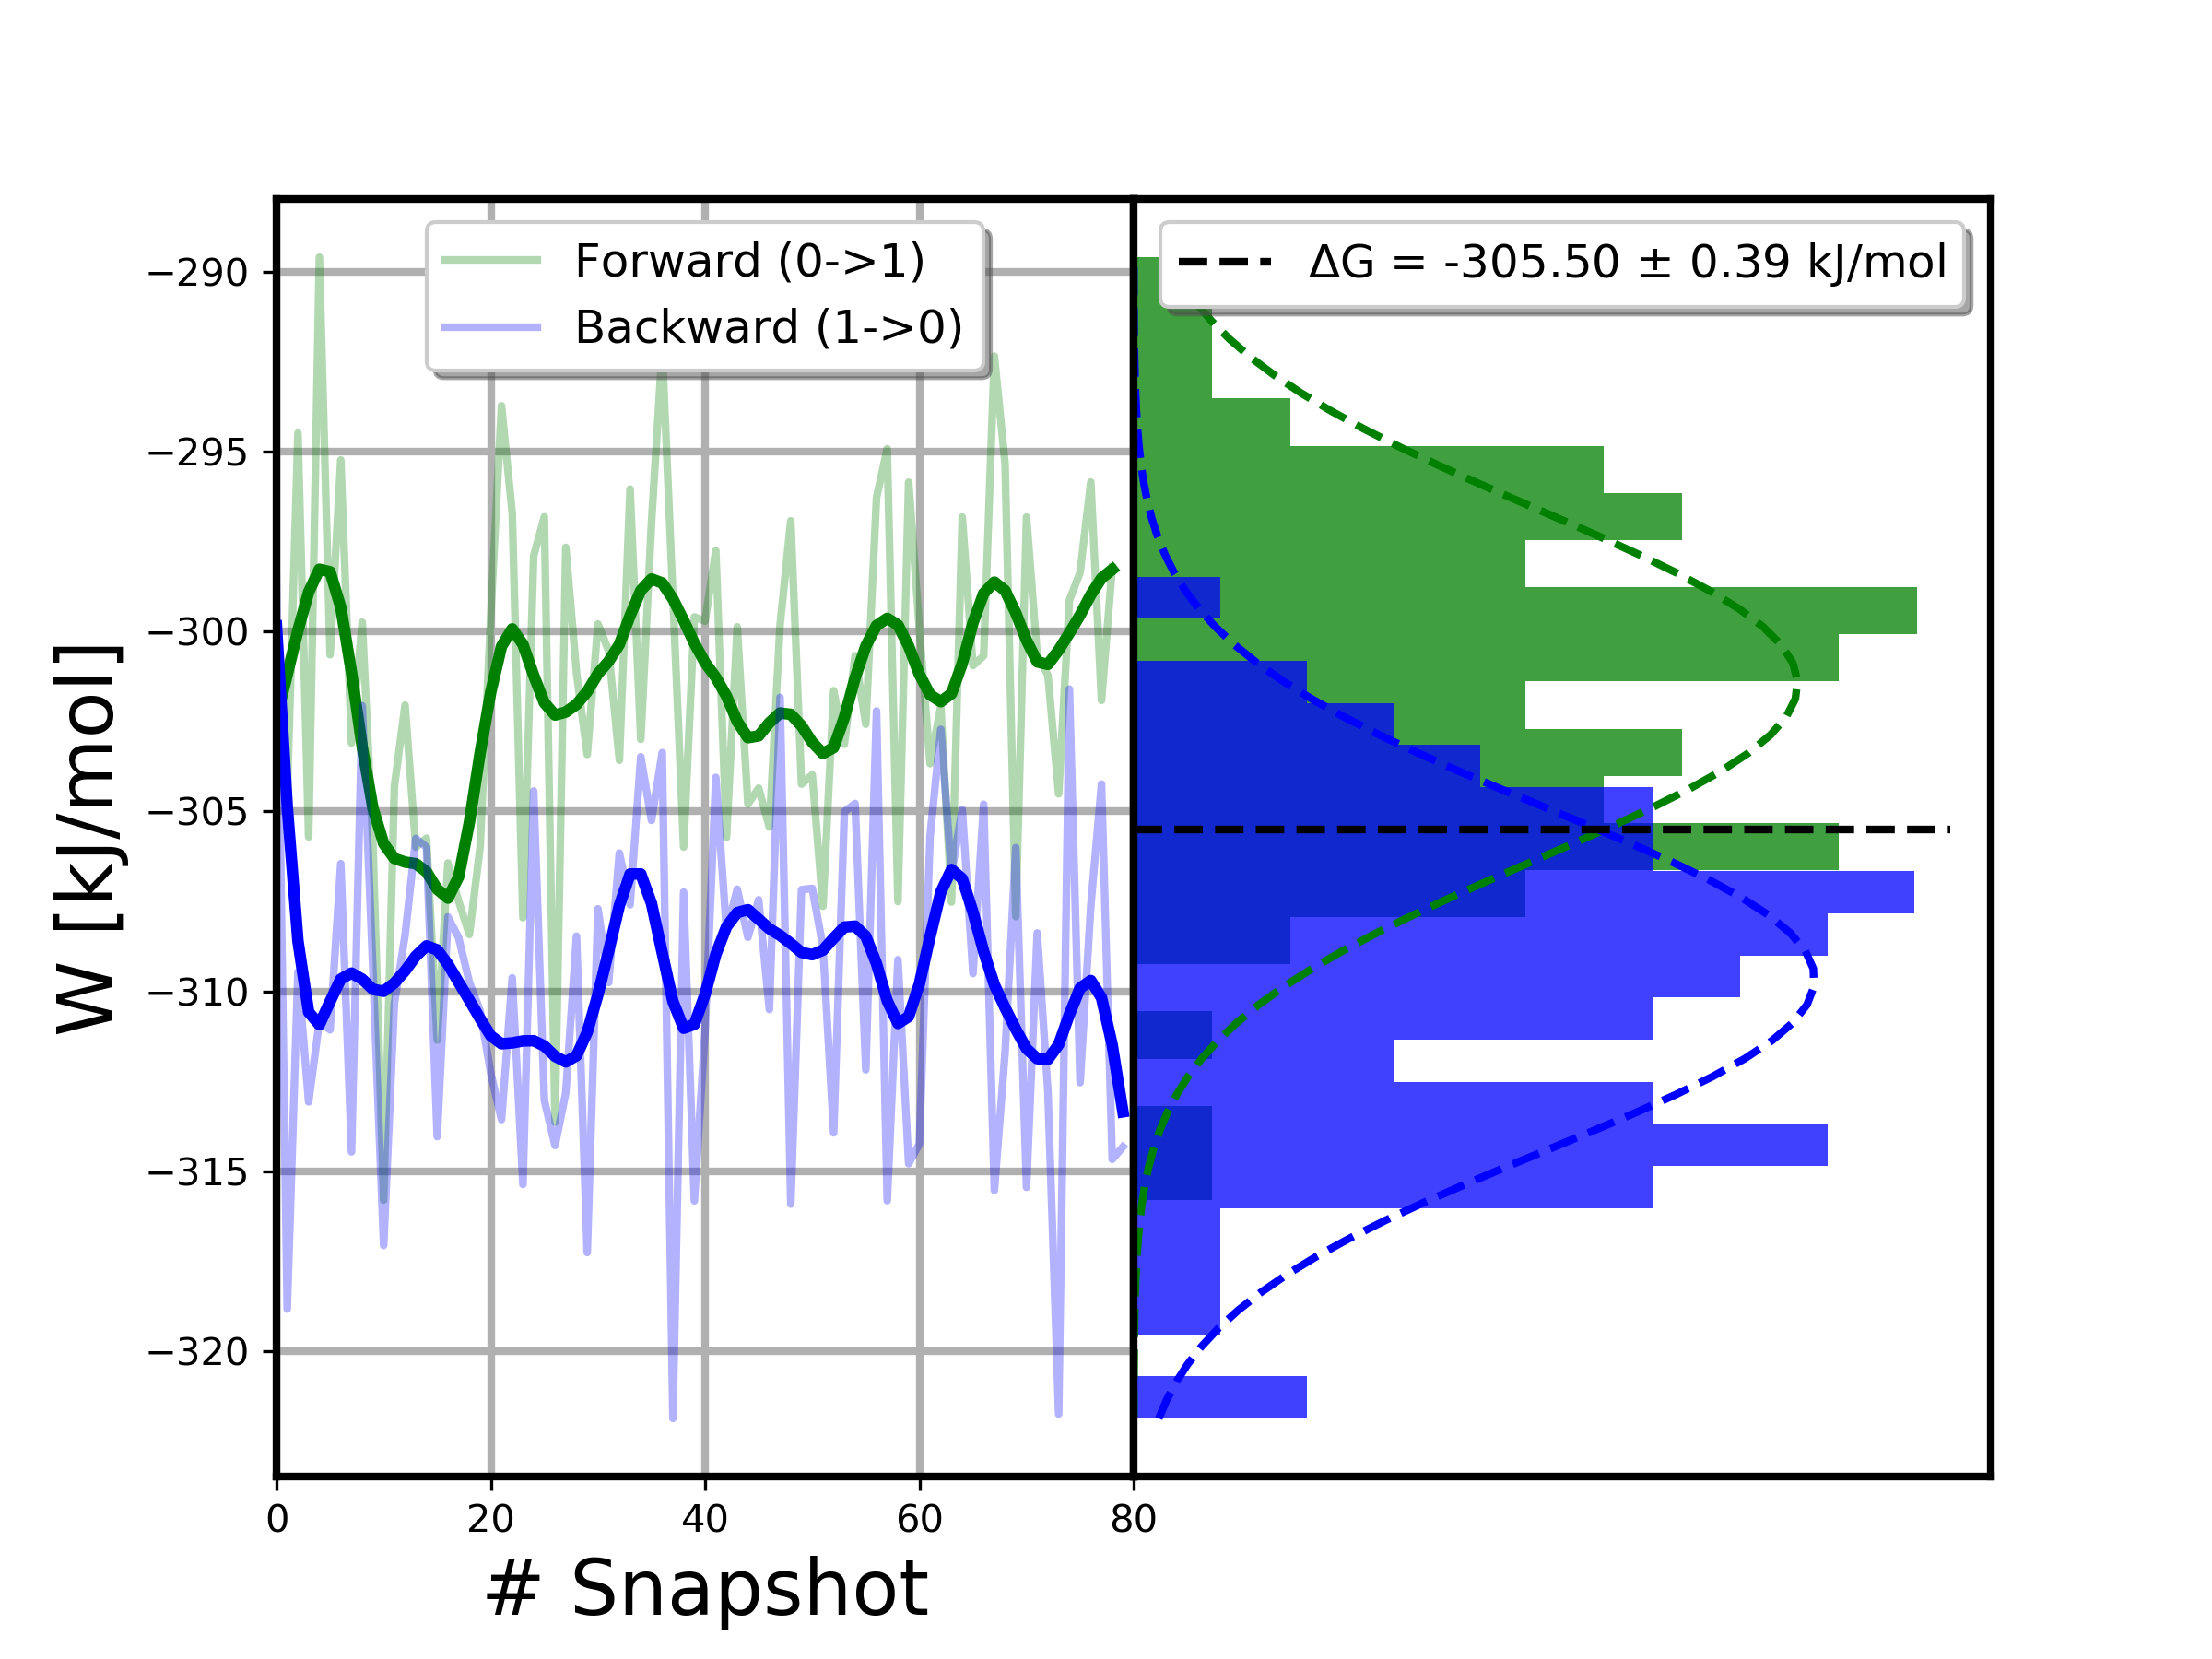 Forward (0->1)
Backward (1->0)
ΔG = -305.50 ± 0.39 kJ/mol
−290
−295
−300
−305
−310
−315
−320
W [kJ/mol]
0 20 40 60 80
# Snapshot